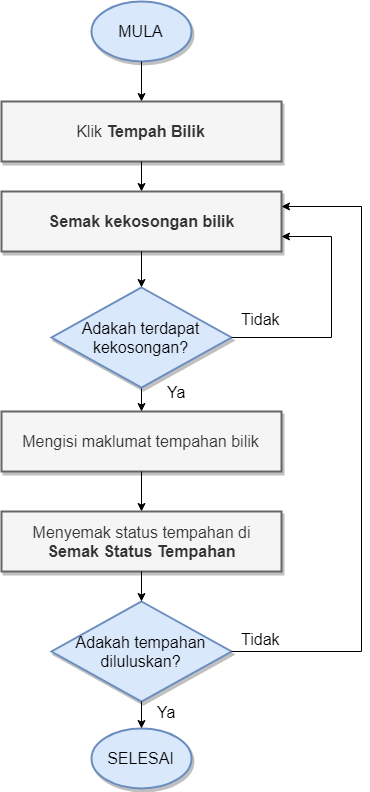 MULA
Klik Tempah Bilik
Semak kekosongan bilik
Adakah terdapat
kekosongan?
Tidak
Ya
Mengisi maklumat tempahan bilik
Menyemak status tempahan di
Semak Status Tempahan
Adakah tempahan
diluluskan?
Tidak
Ya
SELESAI